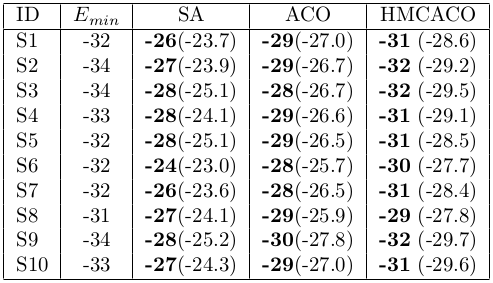 ID E_min SA ACO HMCACO
S1 -32 -26(-23.7) -29(-27.0) -31 (-28.6)
S2 -34 -27(-23.9) -29(-26.7) -32 (-29.2)
S3 -34 -28(-25.1) -28(-26.7) -32 (-29.5)
S4 -33 -28(-24.1) -29(-26.6) -31 (-29.1)
S5 -32 -28(-25.1) -29(-26.5) -31 (-28.5)
S6 -32 -24(-23.0) -28(-25.7) -30 (-27.7)
S7 -32 -26(-23.6) -28(-26.5) -31 (-28.4)
S8 -31 -27(-24.1) -29(-25.9) -29 (-27.8)
S9 -34 -28(-25.2) -30(-27.8) -32 (-29.7)
S10 -33 -27(-24.3) -29(-27.0) -31 (-29.6)